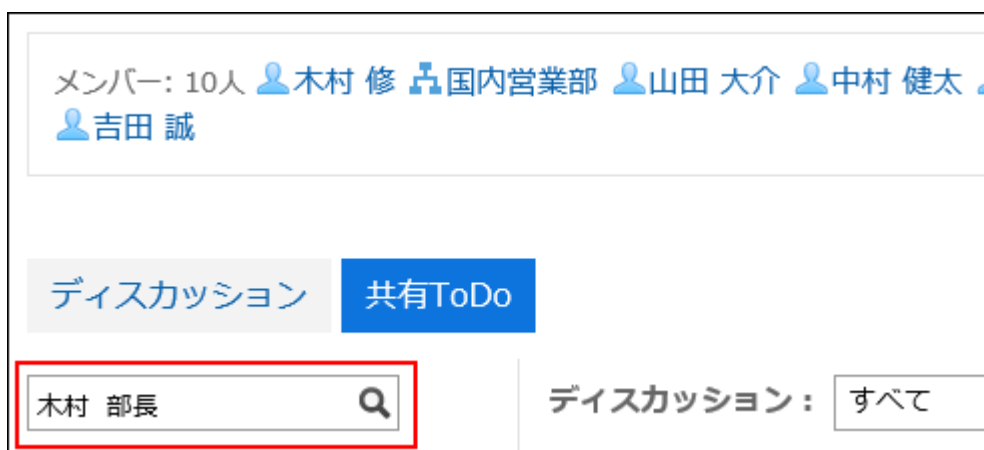 メンバー: 10人 木村 修 国内営業部 山田 大介 中村 健太
吉田 誠
ディスカッション 共有ToDo
木村 部長 ディスカッション： すべて